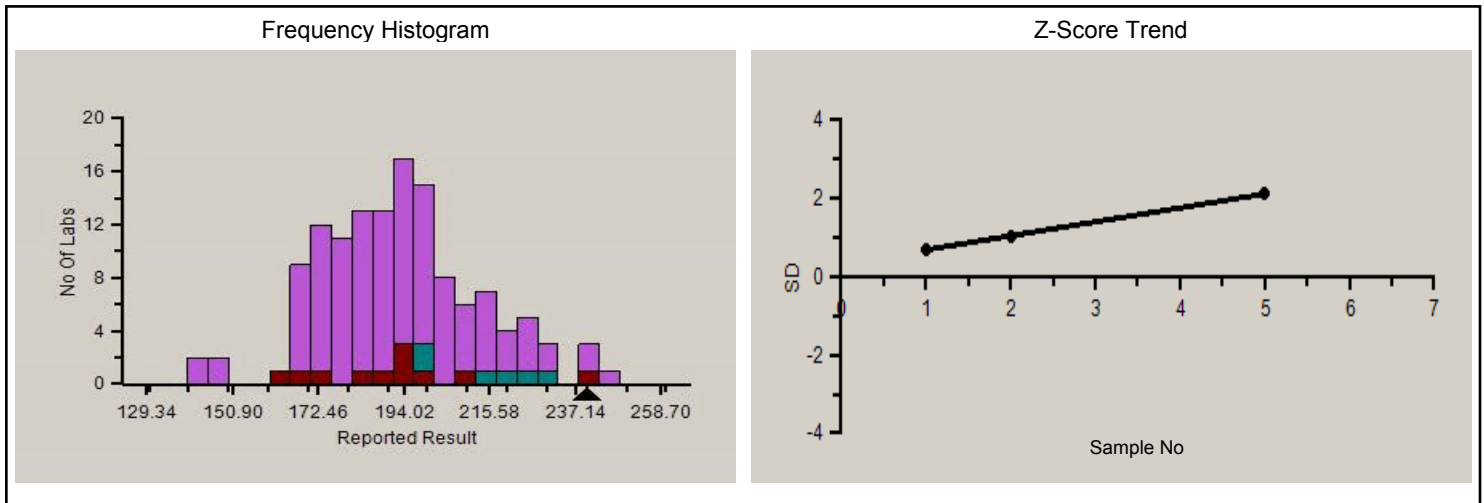 Frequency Histogram
20
16
12
8
4
0
No Of Labs
129.34 150.90 172.46 194.02 215.58 237.14 258.70
Reported Result
Z-Score Trend
4
2
0
-2
-4
SD
0 1 2 3 4 5 6 7
Sample No